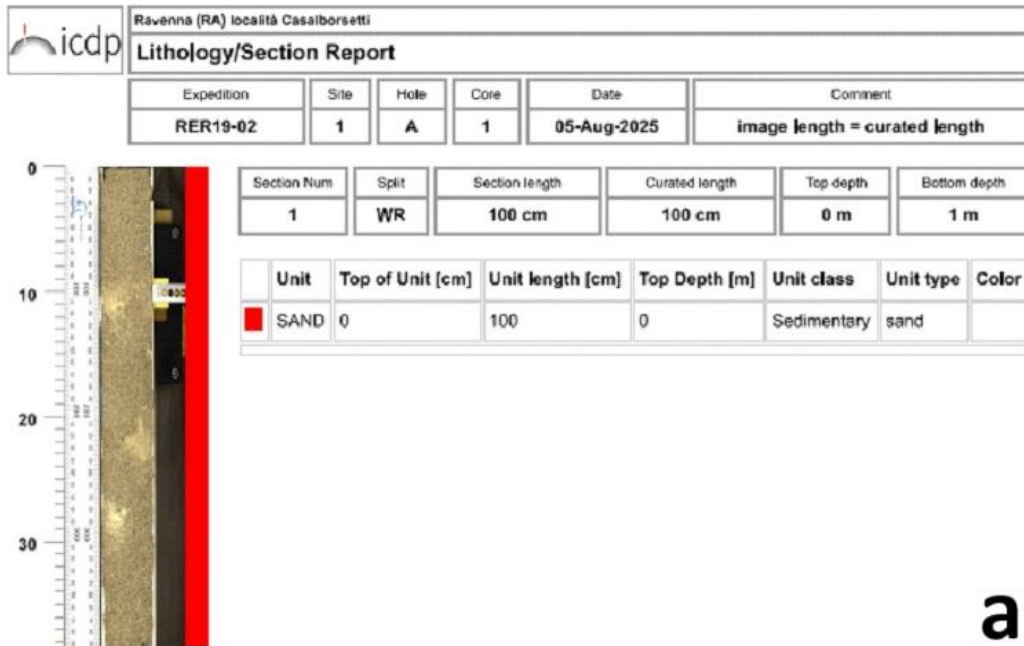 icdp
Ravenna (RA) località Casalborsetti
Lithology/Section Report
Expedition Site Hole Core Date Comment
RER19-02 1 A 1 05-Aug-2025 image length = curated length
Section Num Split Section length Curated length Top depth Bottom depth
1 WR 100 cm 100 cm 0 m 1 m
Unit Top of Unit [cm] Unit length [cm] Top Depth [m] Unit class Unit type Color
SAND 0 100 0 Sedimentary sand
0
10
20
30
a